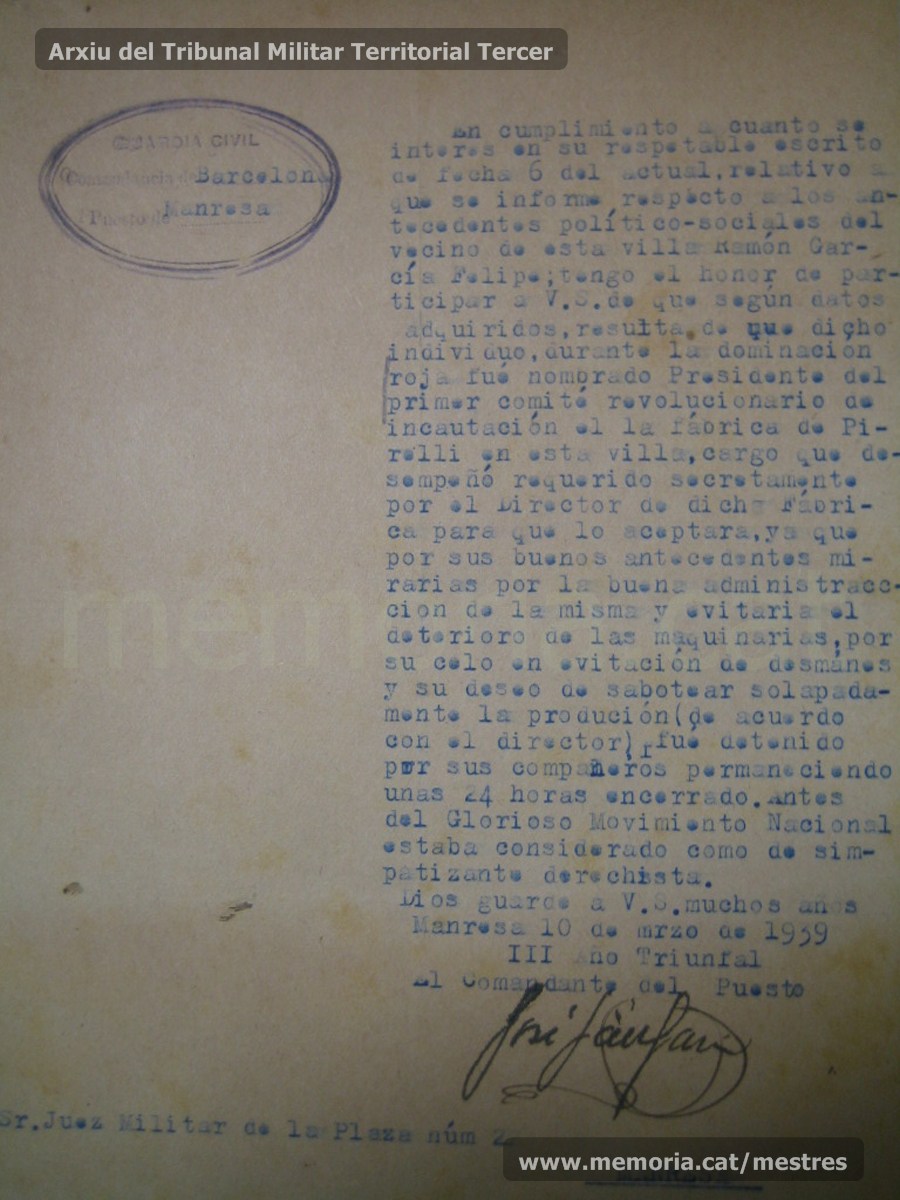 Arxiu del Tribunal Militar Territorial Tercer
GUARDIA CIVIL
Comandancia de Barcelona
Puesto de Manresa
En cumplimiento a cuanto se
interes en su respetable escrito
de fecha 6 del actual, relativo a
que se informe respecto a los an-
tecedentes político-sociales del
vecino de esta villa Ramón Gar-
cía Felipe; tengo el honor de par-
ticipar a V.S. de que según datos
adquiridos, resulta de que dicho
individuo, durante la dominación
roja fué nombrado Presidente del
primer comité revolucionario de
incautación el la fábrica de Pi-
relli en esta villa, cargo que de-
sempeñó requerido secretamente
por el Director de dicha Fábri-
ca para que lo aceptara, ya que
por sus buenos antecedentes mi-
rarias por la buena administracc-
cion de la misma y evitaria el
deterioro de las maquinarias, por
su celo en evitación de desmánes
y su deseo de sabotear solapada-
mente la produción (de acuerdo
con el director), fué detenido
por sus compañeros permaneciendo
unas 24 horas encerrado. Antes
del Glorioso Movimiento Nacional
estaba considerado como de sim-
patizante derechista.
Dios guarde a V.S. muchos años
Manresa 10 de mrzo de 1939
III Año Triunfal
El Comandante del Puesto
José
Sr. Juez Militar de la Plaza núm 2
www.memoria.cat/mestres